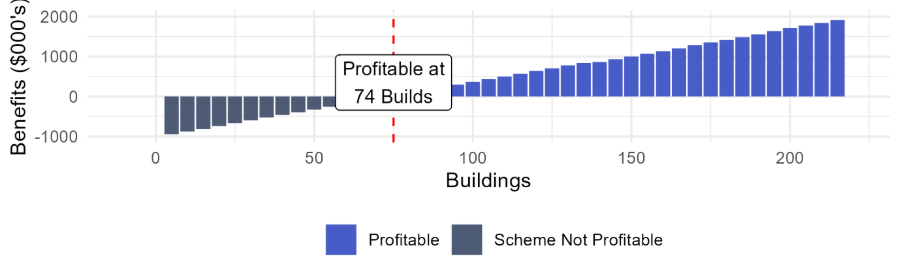 Benefits ($000's)
2000
1000
0
-1000
Profitable at
74 Builds
0
50
100
150
200
Buildings
Profitable
Scheme Not Profitable